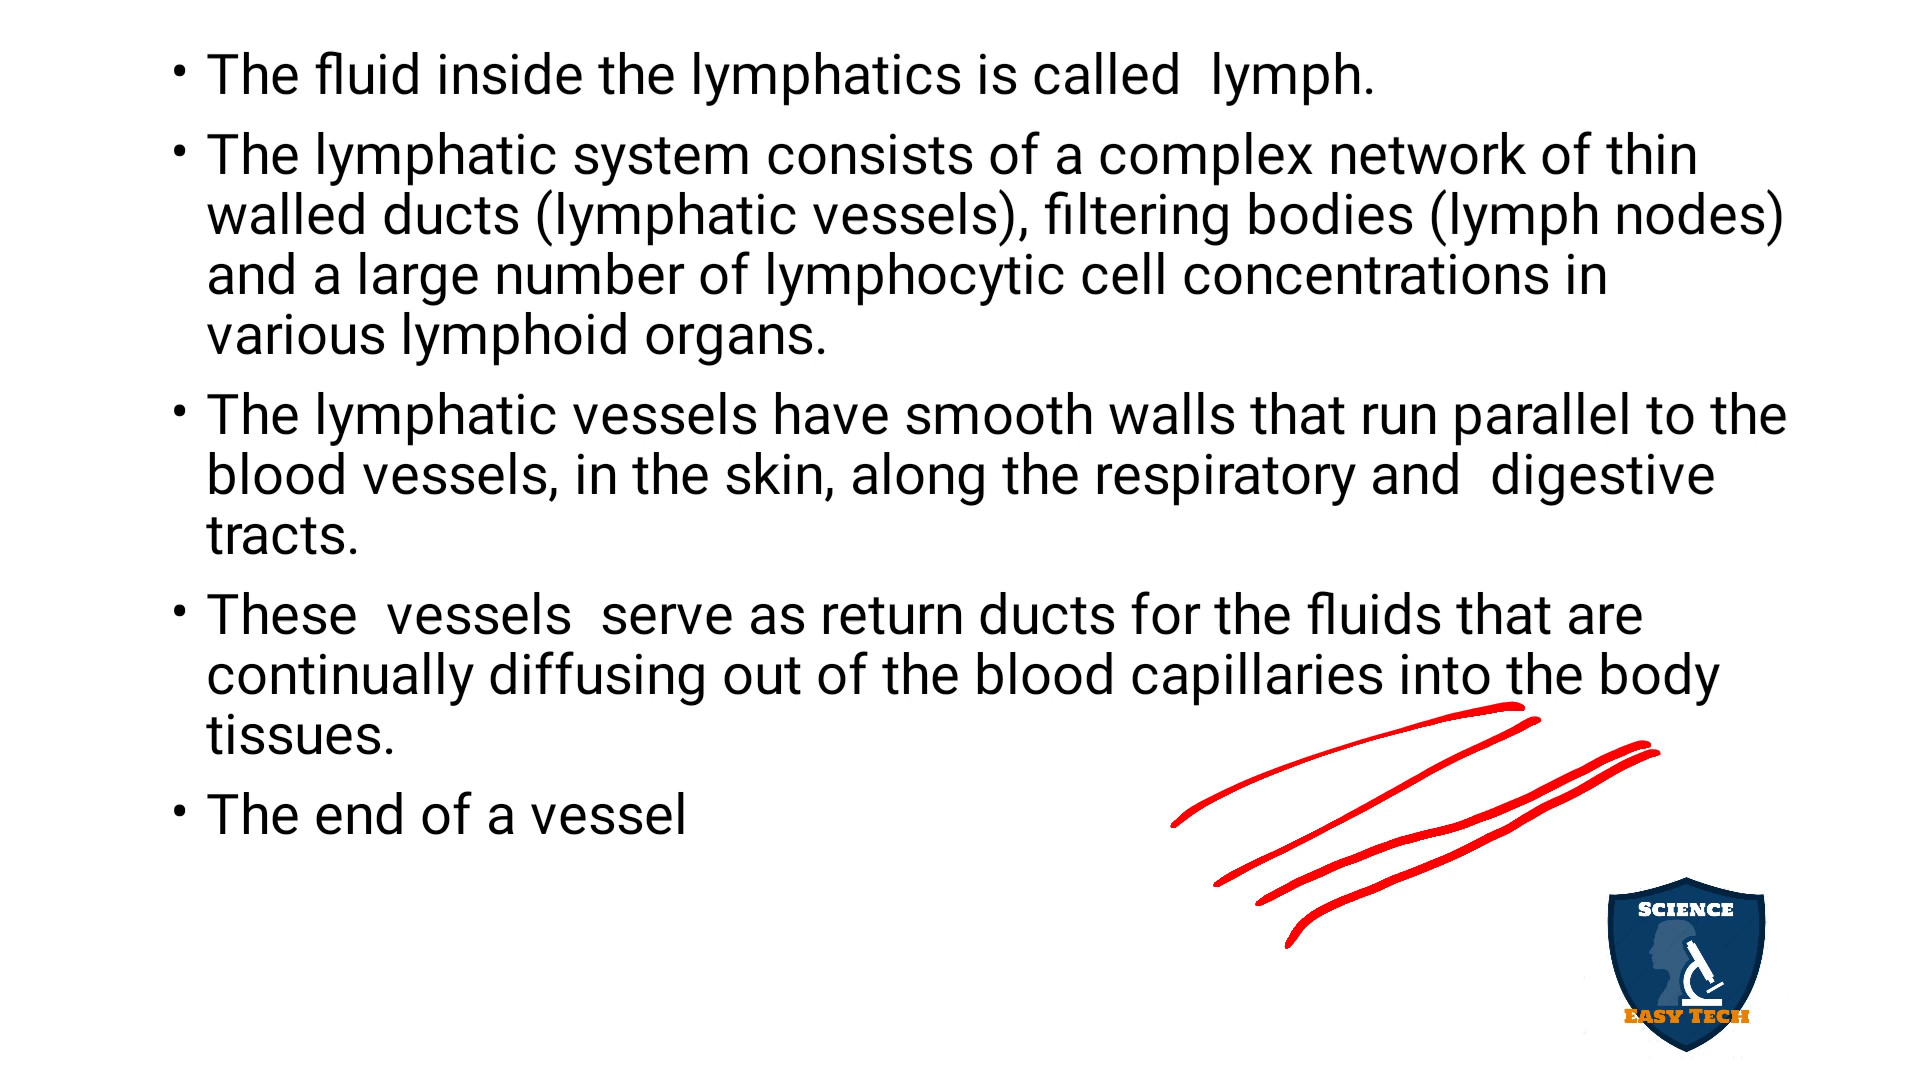 • The fluid inside the lymphatics is called  lymph.
• The lymphatic system consists of a complex network of thin
walled ducts (lymphatic vessels), filtering bodies (lymph nodes)
and a large number of lymphocytic cell concentrations in
various lymphoid organs.
• The lymphatic vessels have smooth walls that run parallel to the
blood vessels, in the skin, along the respiratory and  digestive
tracts.
• These  vessels  serve as return ducts for the fluids that are
continually diffusing out of the blood capillaries into the body
tissues.
• The end of a vessel
SCIENCE
EASY TECH